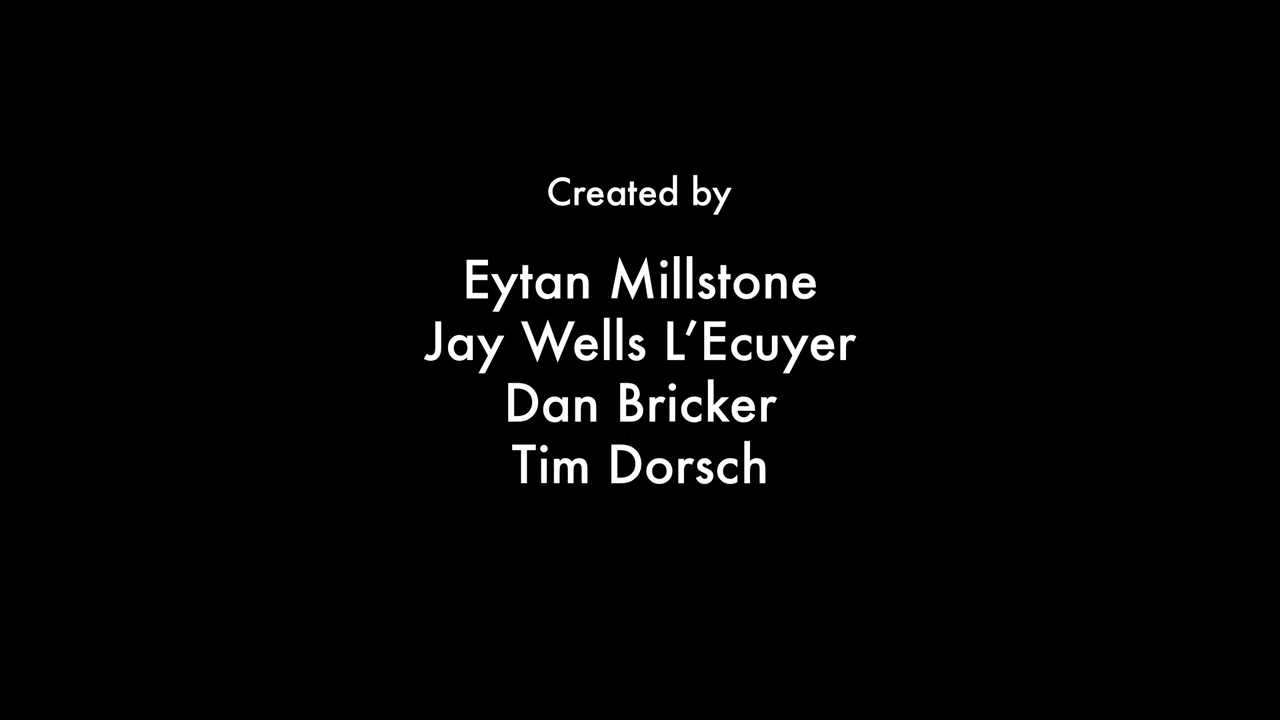 Created by
Eytan Millstone
Jay Wells L’Ecuyer
Dan Bricker
Tim Dorsch